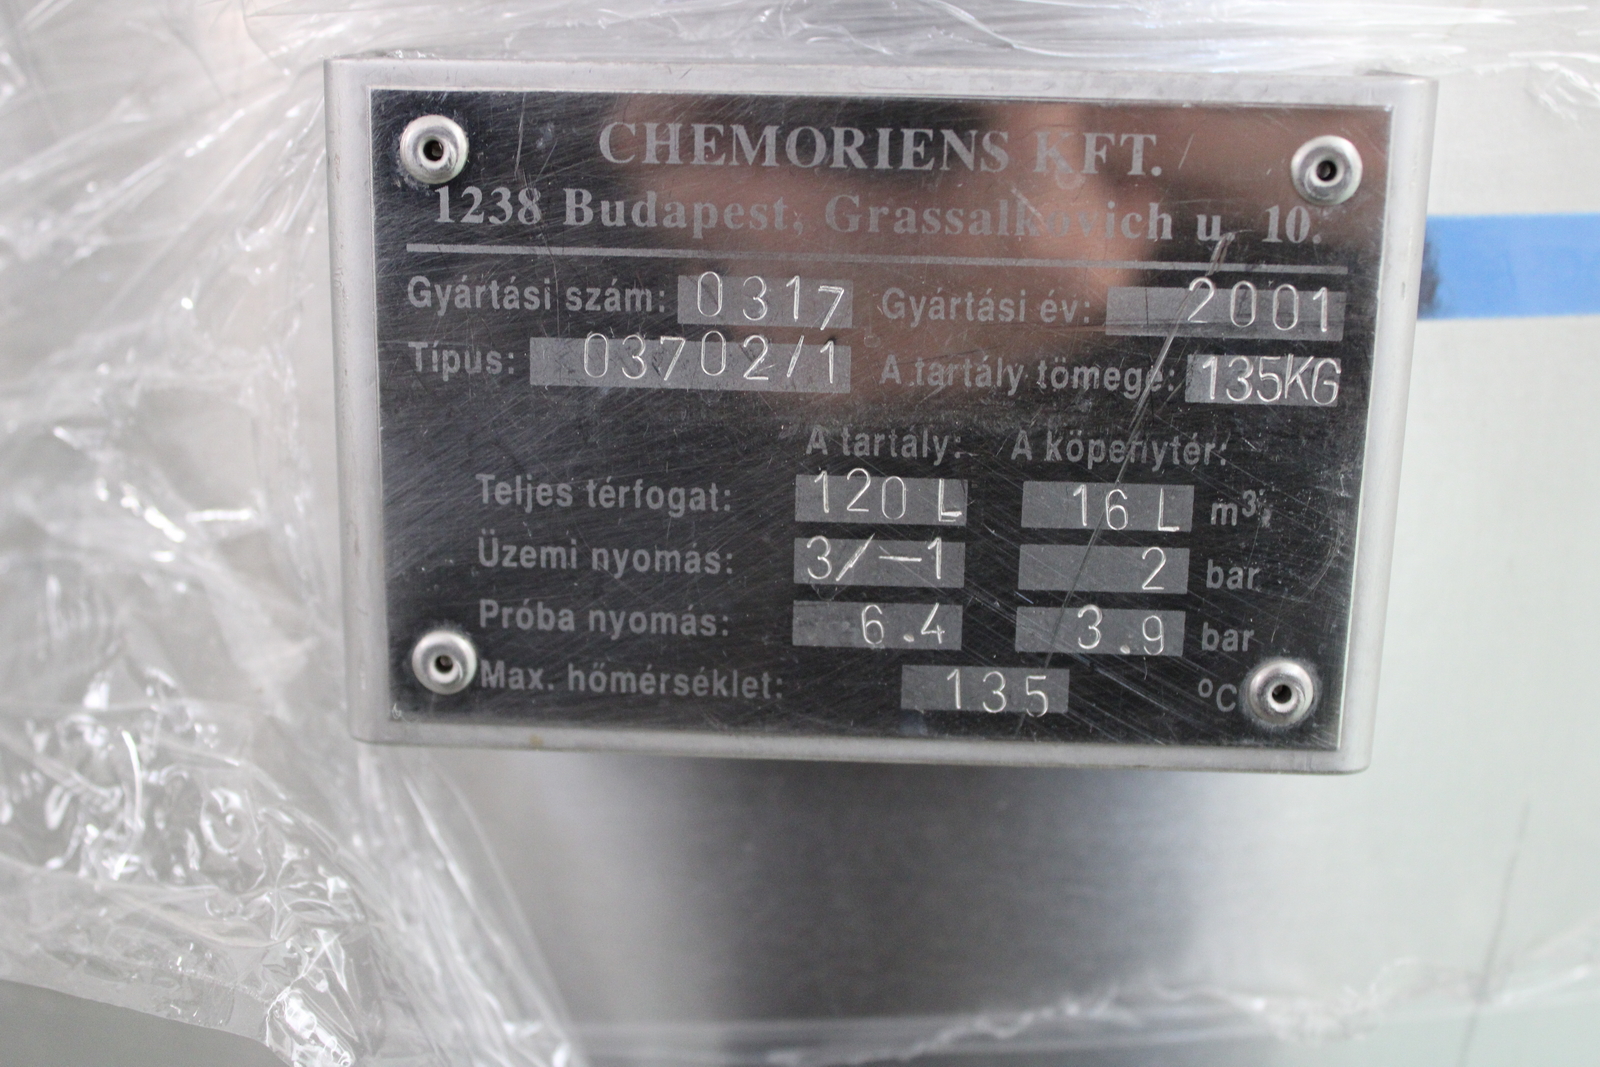 CHEMORIENS KFT.
1238 Budapest, Grassalkovich u. 10.
Gyártási szám: 0317 Gyártási év: 2001
Típus: 03702/1 A tartály tömege: 135KG
A tartály: A köpenytér:
Teljes térfogat: 120 L 16 L m³
Üzemi nyomás: 3/-1 2 bar
Próba nyomás: 6.4 3.9 bar
Max. hőmérséklet: 135 °C